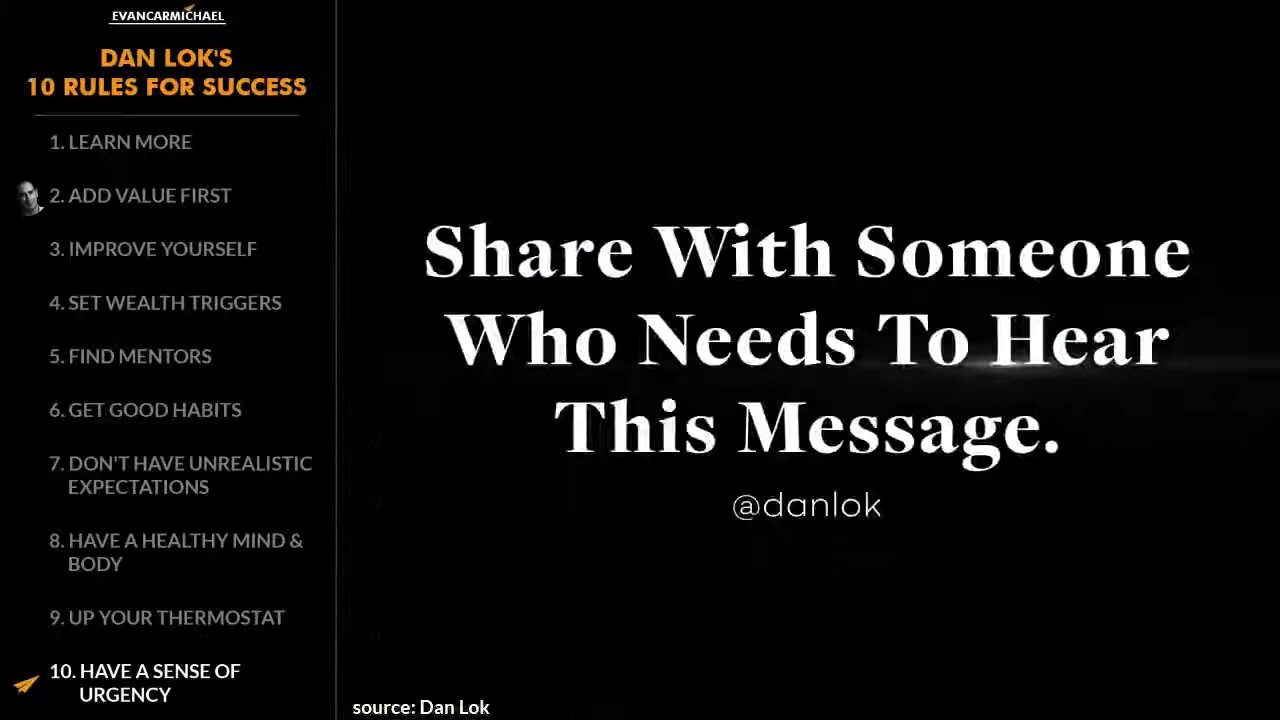 EVANCARMICHAEL
DAN LOK'S
10 RULES FOR SUCCESS
1. LEARN MORE
2. ADD VALUE FIRST
3. IMPROVE YOURSELF
4. SET WEALTH TRIGGERS
5. FIND MENTORS
6. GET GOOD HABITS
7. DON'T HAVE UNREALISTIC
EXPECTATIONS
8. HAVE A HEALTHY MIND &
BODY
9. UP YOUR THERMOSTAT
10. HAVE A SENSE OF
URGENCY
Share With Someone
Who Needs To Hear
This Message.
@danlok
source: Dan Lok